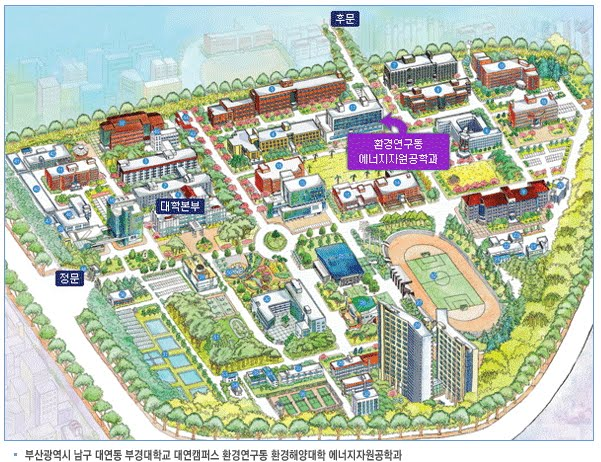 후문
환경연구동
에너지자원공학과
대학본부
정문
부산광역시 남구 대연동 부경대학교 대연캠퍼스 환경연구동 환경해양대학 에너지자원공학과